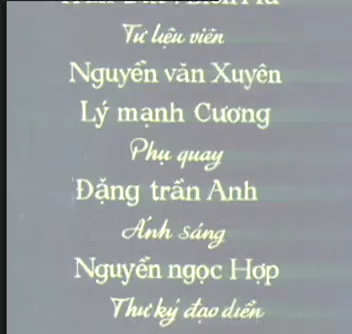 Tư liệu viên
Nguyễn văn Xuyên
Lý mạnh Cương
Phụ quay
Đặng trần Anh
Ánh sáng
Nguyễn ngọc Hợp
Thư ký đạo diễn